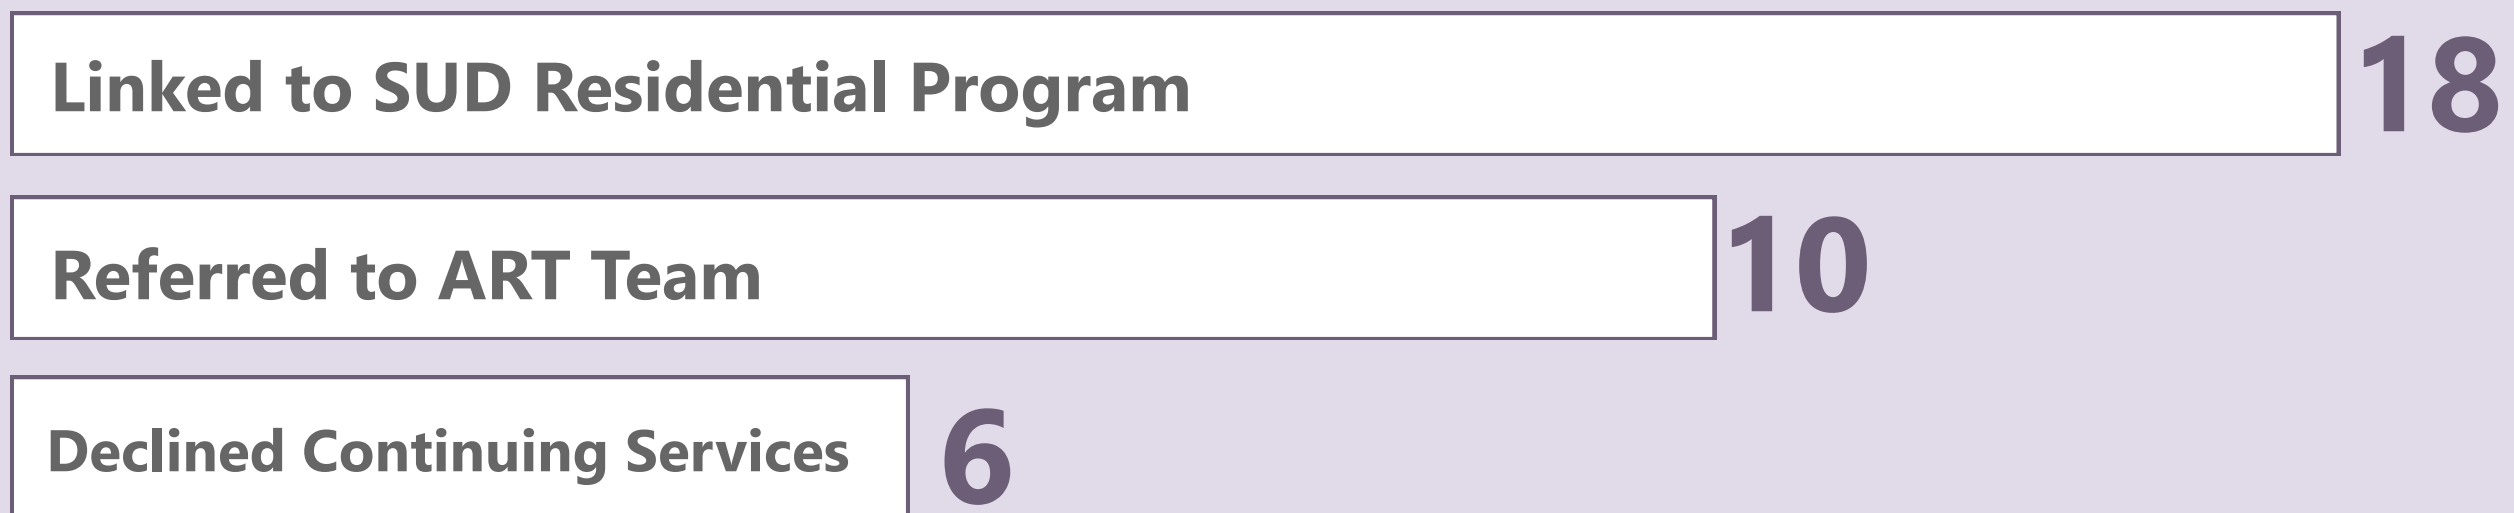 Linked to SUD Residential Program 18
Referred to ART Team 10
Declined Continuing Services 6